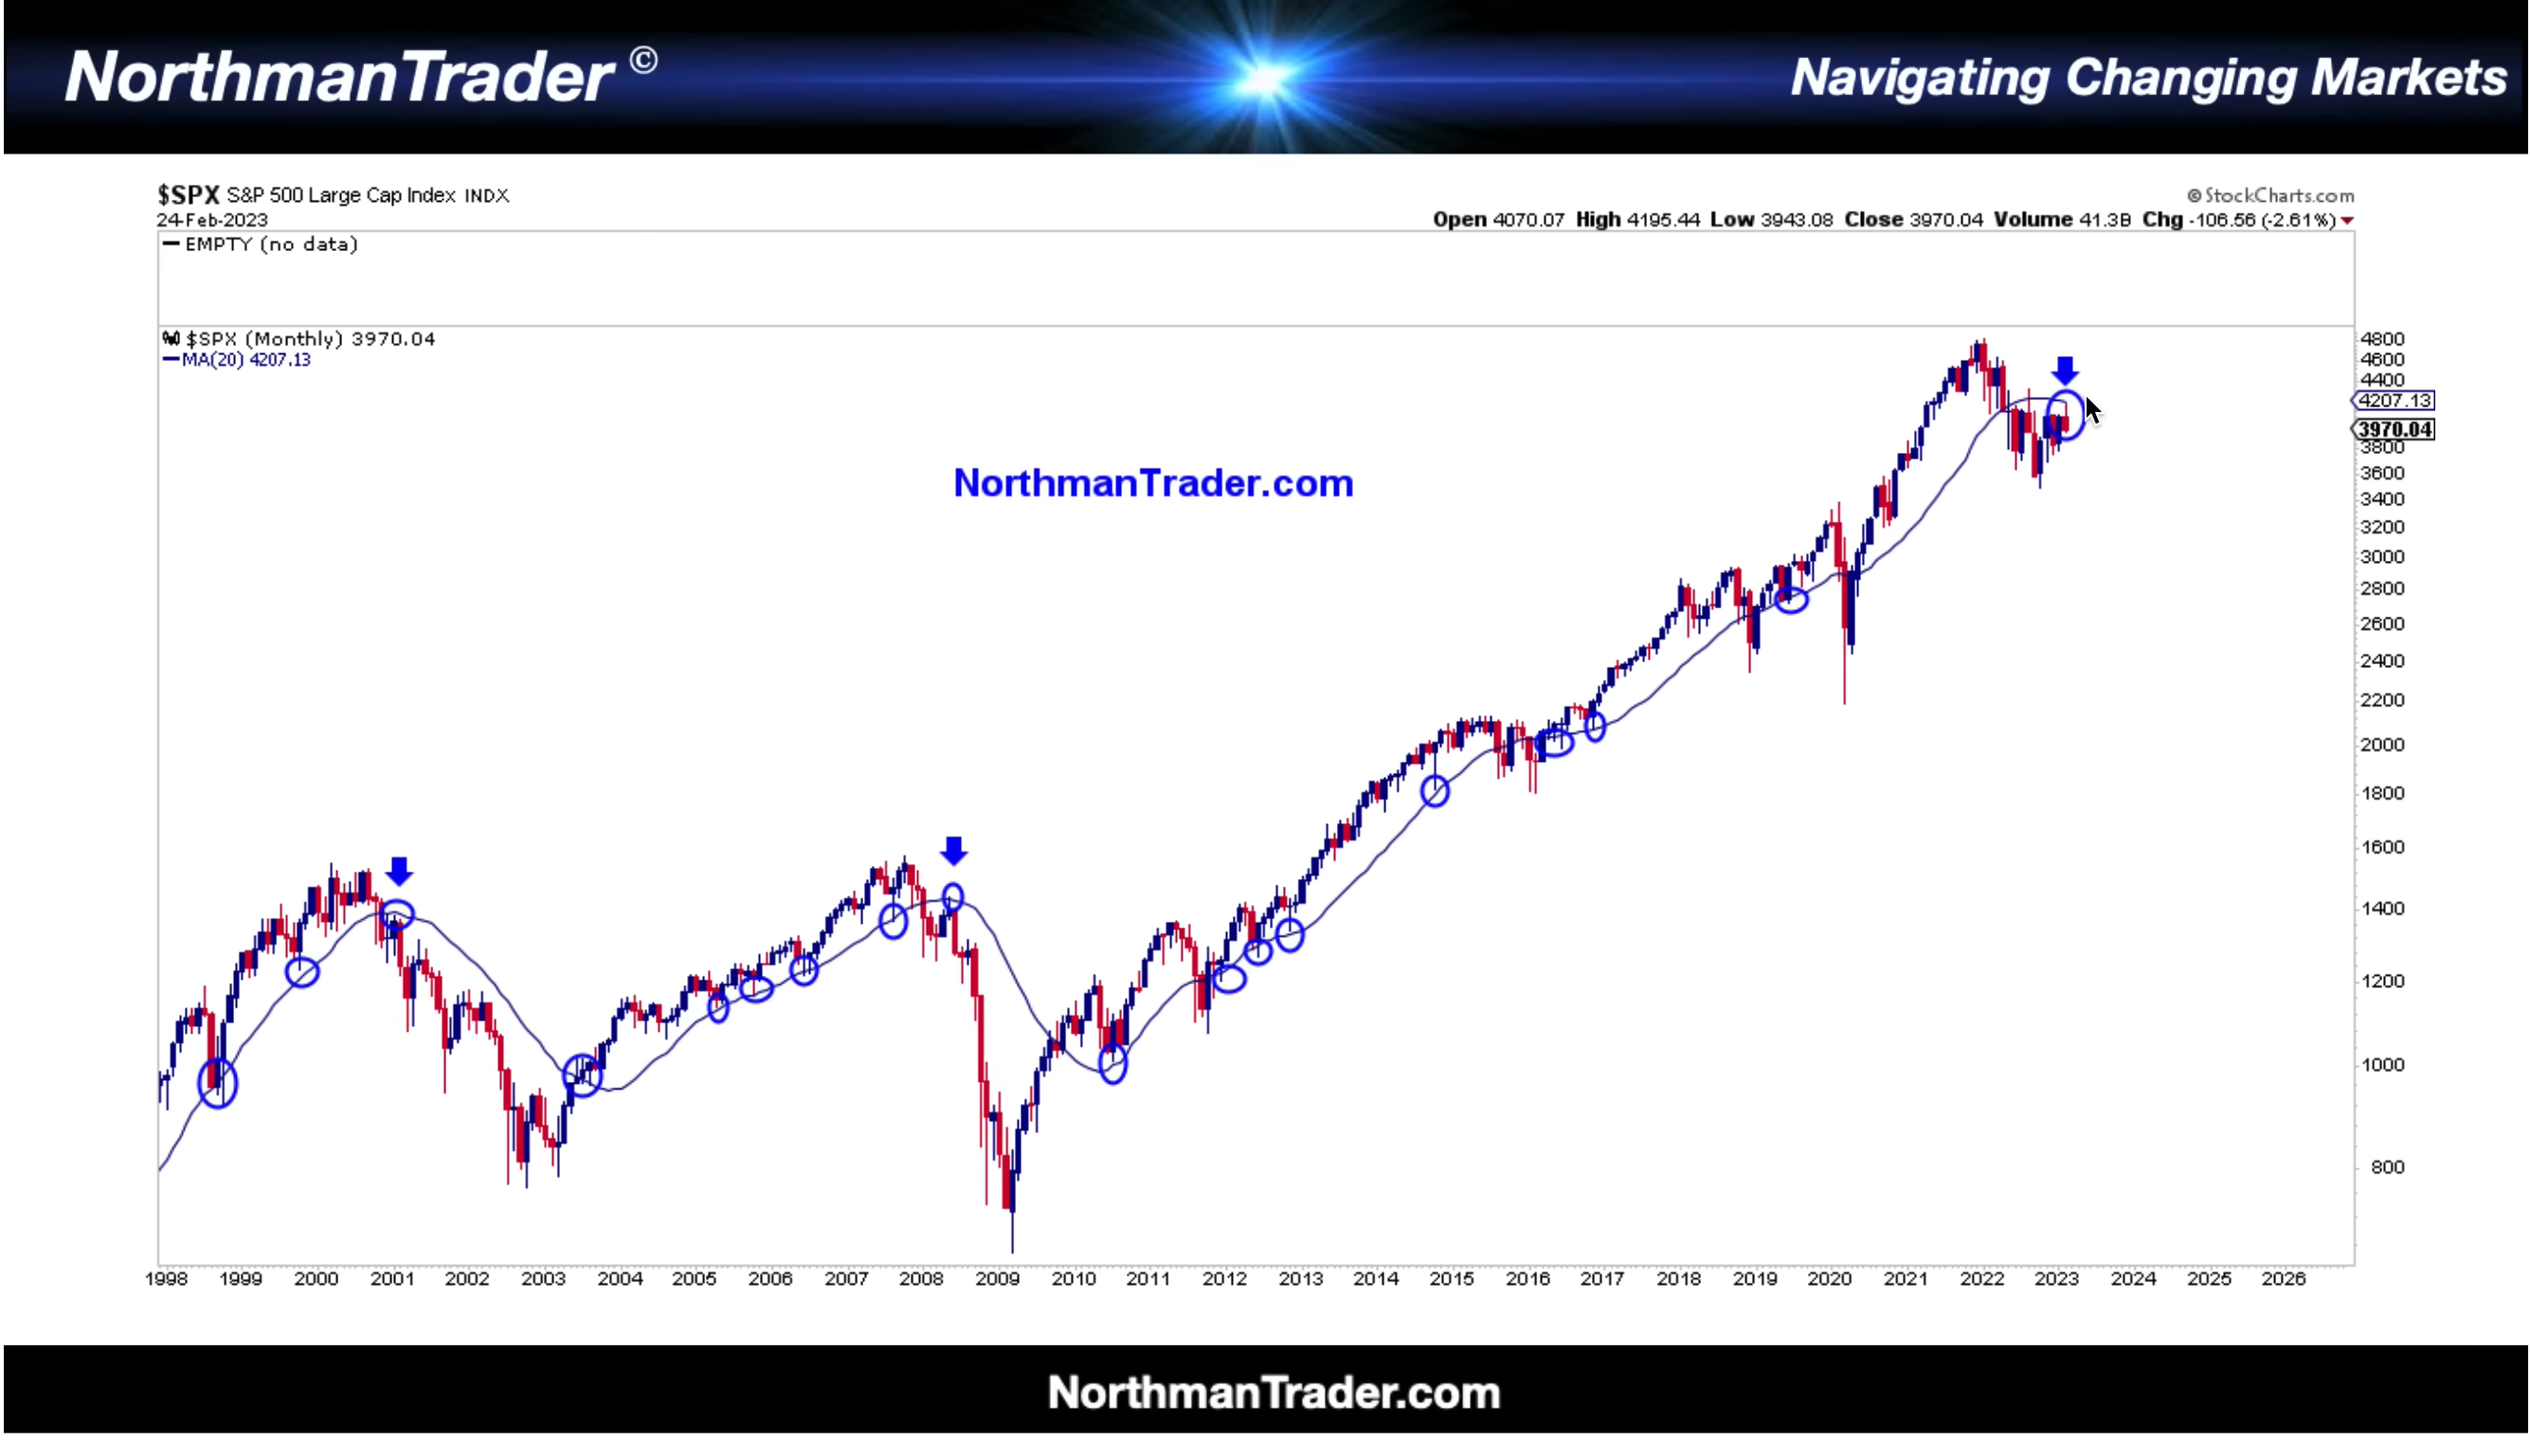 NorthmanTrader ©
Navigating Changing Markets
$SPX S&P 500 Large Cap Index INDX
© StockCharts.com
24-Feb-2023
Open 4070.07 High 4195.44 Low 3943.08 Close 3970.04 Volume 41.3B Chg -106.56 (-2.61%)
EMPTY (no data)
$SPX (Monthly) 3970.04
MA(20) 4207.13
4800
4600
4400
4207.13
3970.04
3800
NorthmanTrader.com
3600
3400
3200
3000
2800
2600
2400
2200
2000
1800
1600
1400
1200
1000
800
1998 1999 2000 2001 2002 2003 2004 2005 2006 2007 2008 2009 2010 2011 2012 2013 2014 2015 2016 2017 2018 2019 2020 2021 2022 2023 2024 2025 2026
NorthmanTrader.com